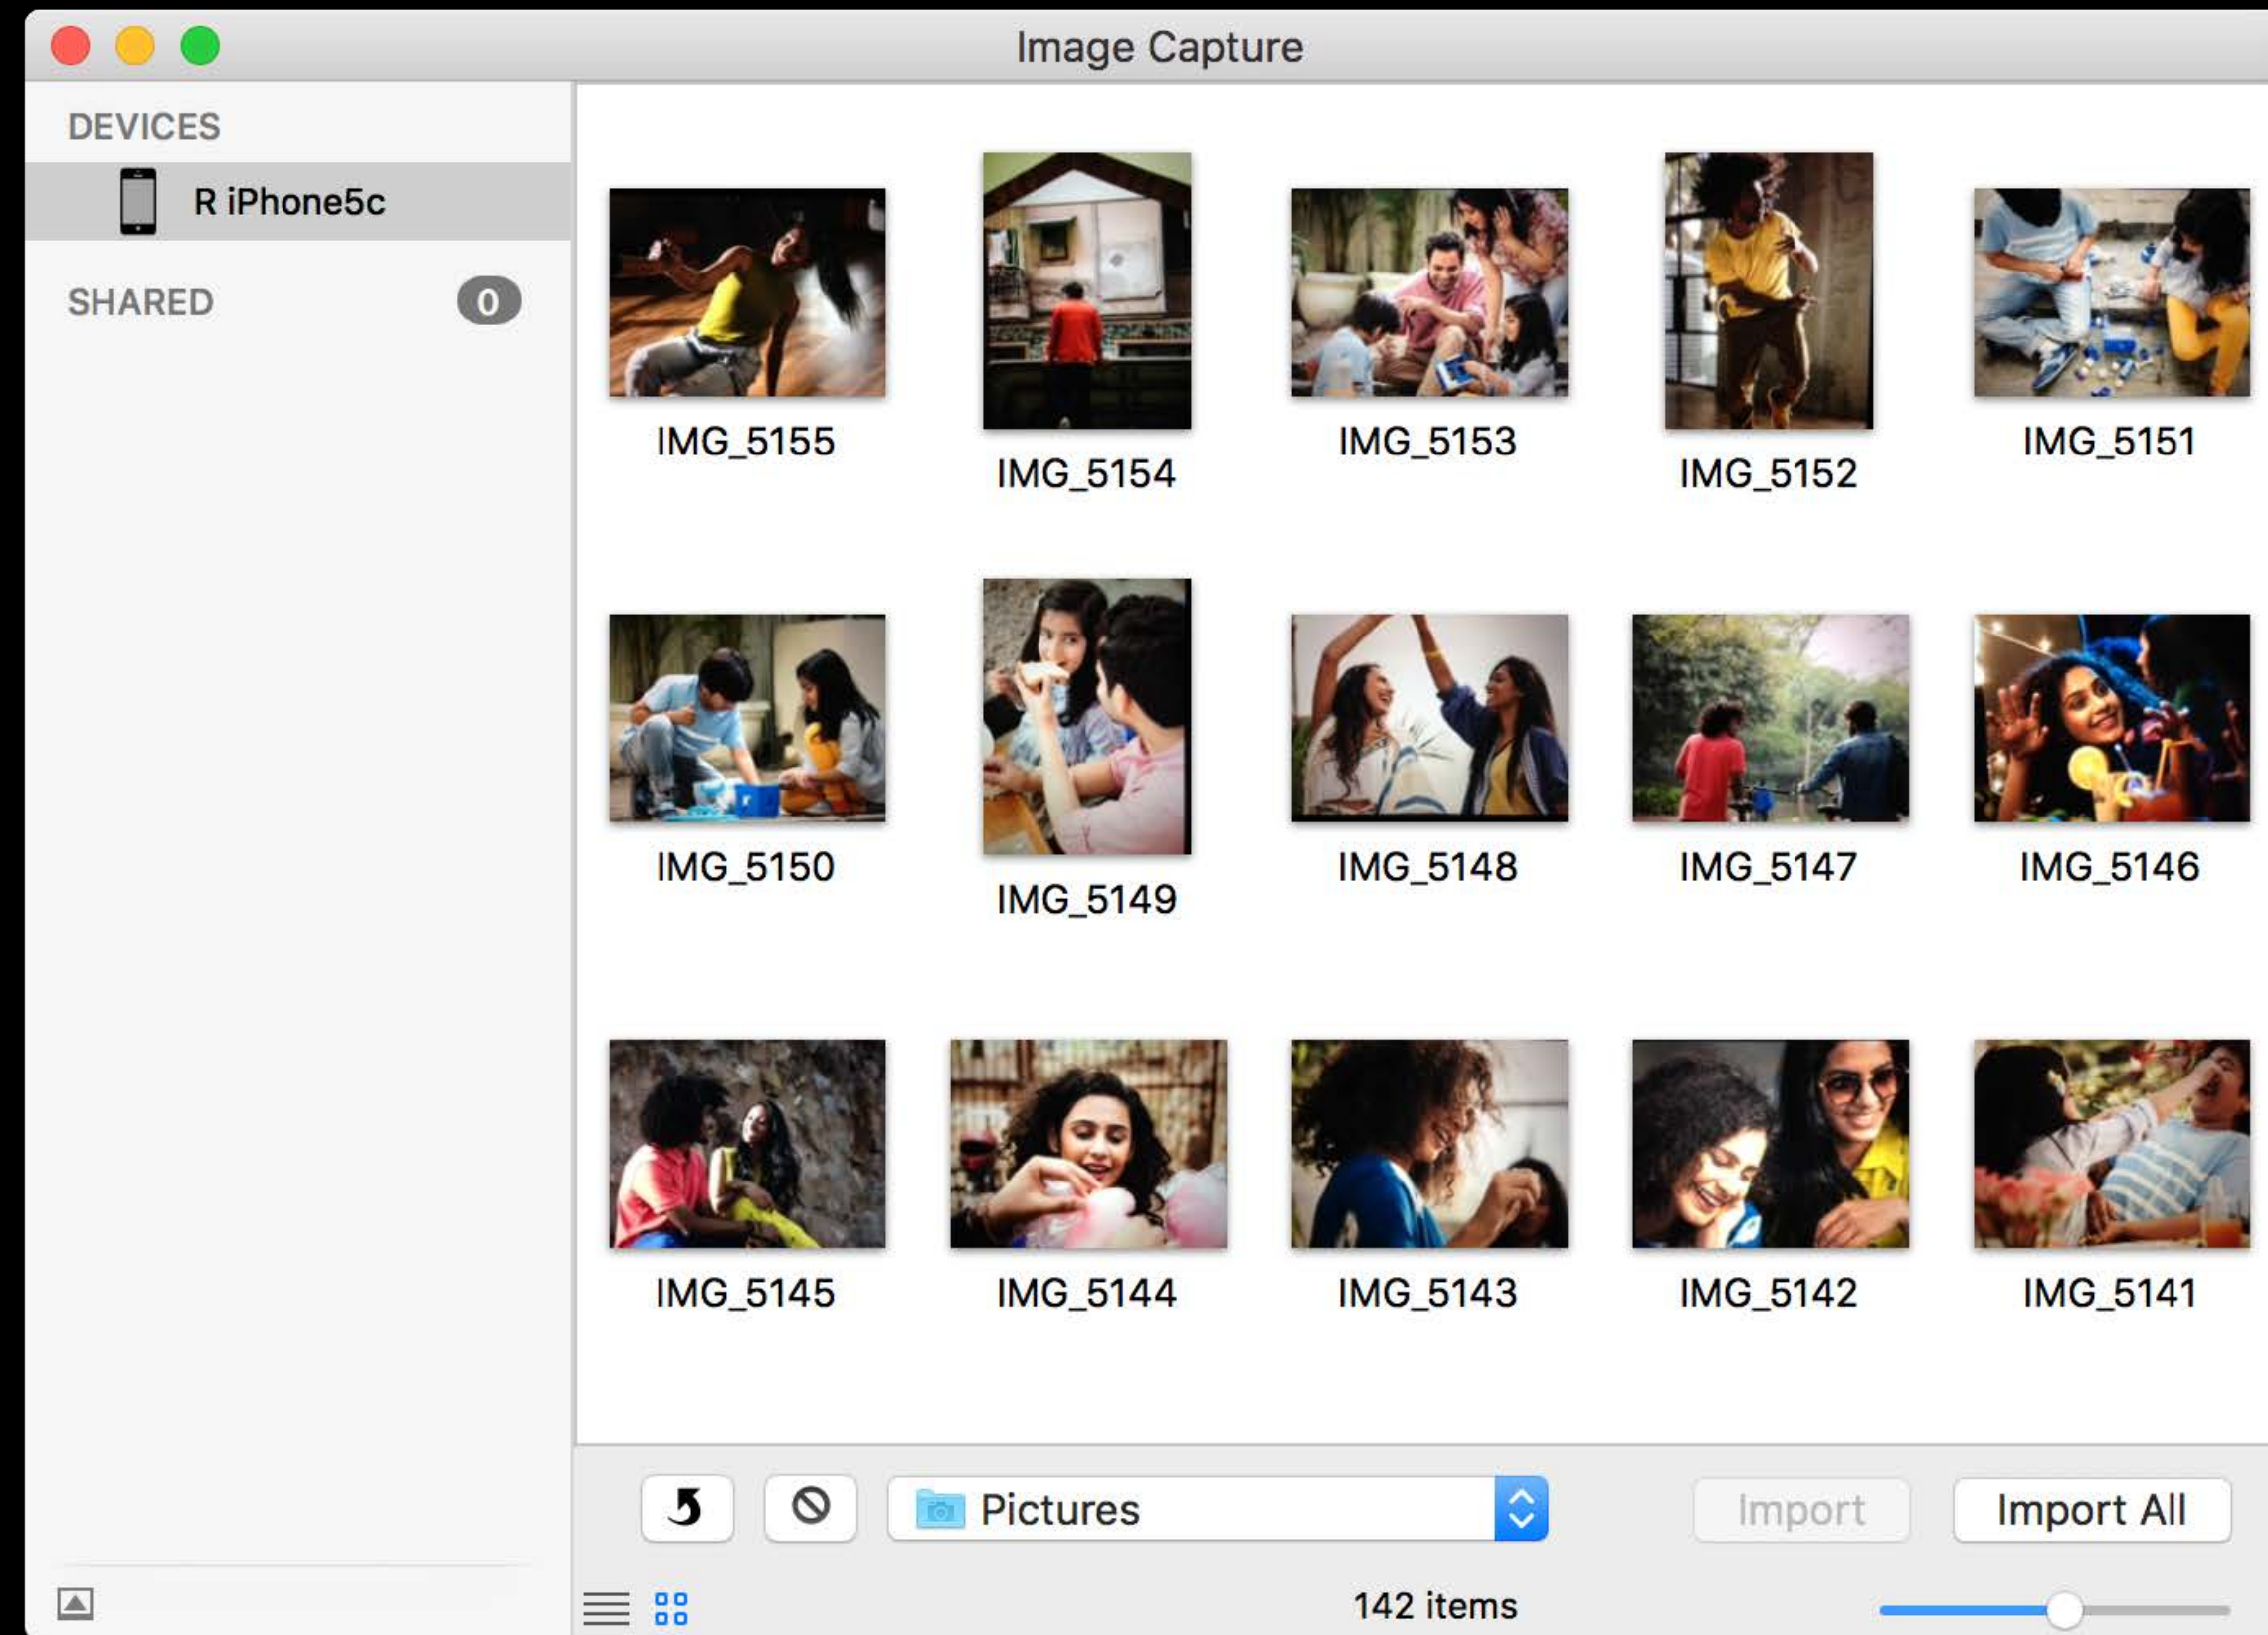 Image Capture
DEVICES
R iPhone5c
SHARED 0
IMG_5155
IMG_5154
IMG_5153
IMG_5152
IMG_5151
IMG_5150
IMG_5149
IMG_5148
IMG_5147
IMG_5146
IMG_5145
IMG_5144
IMG_5143
IMG_5142
IMG_5141
Pictures
Import
Import All
142 items